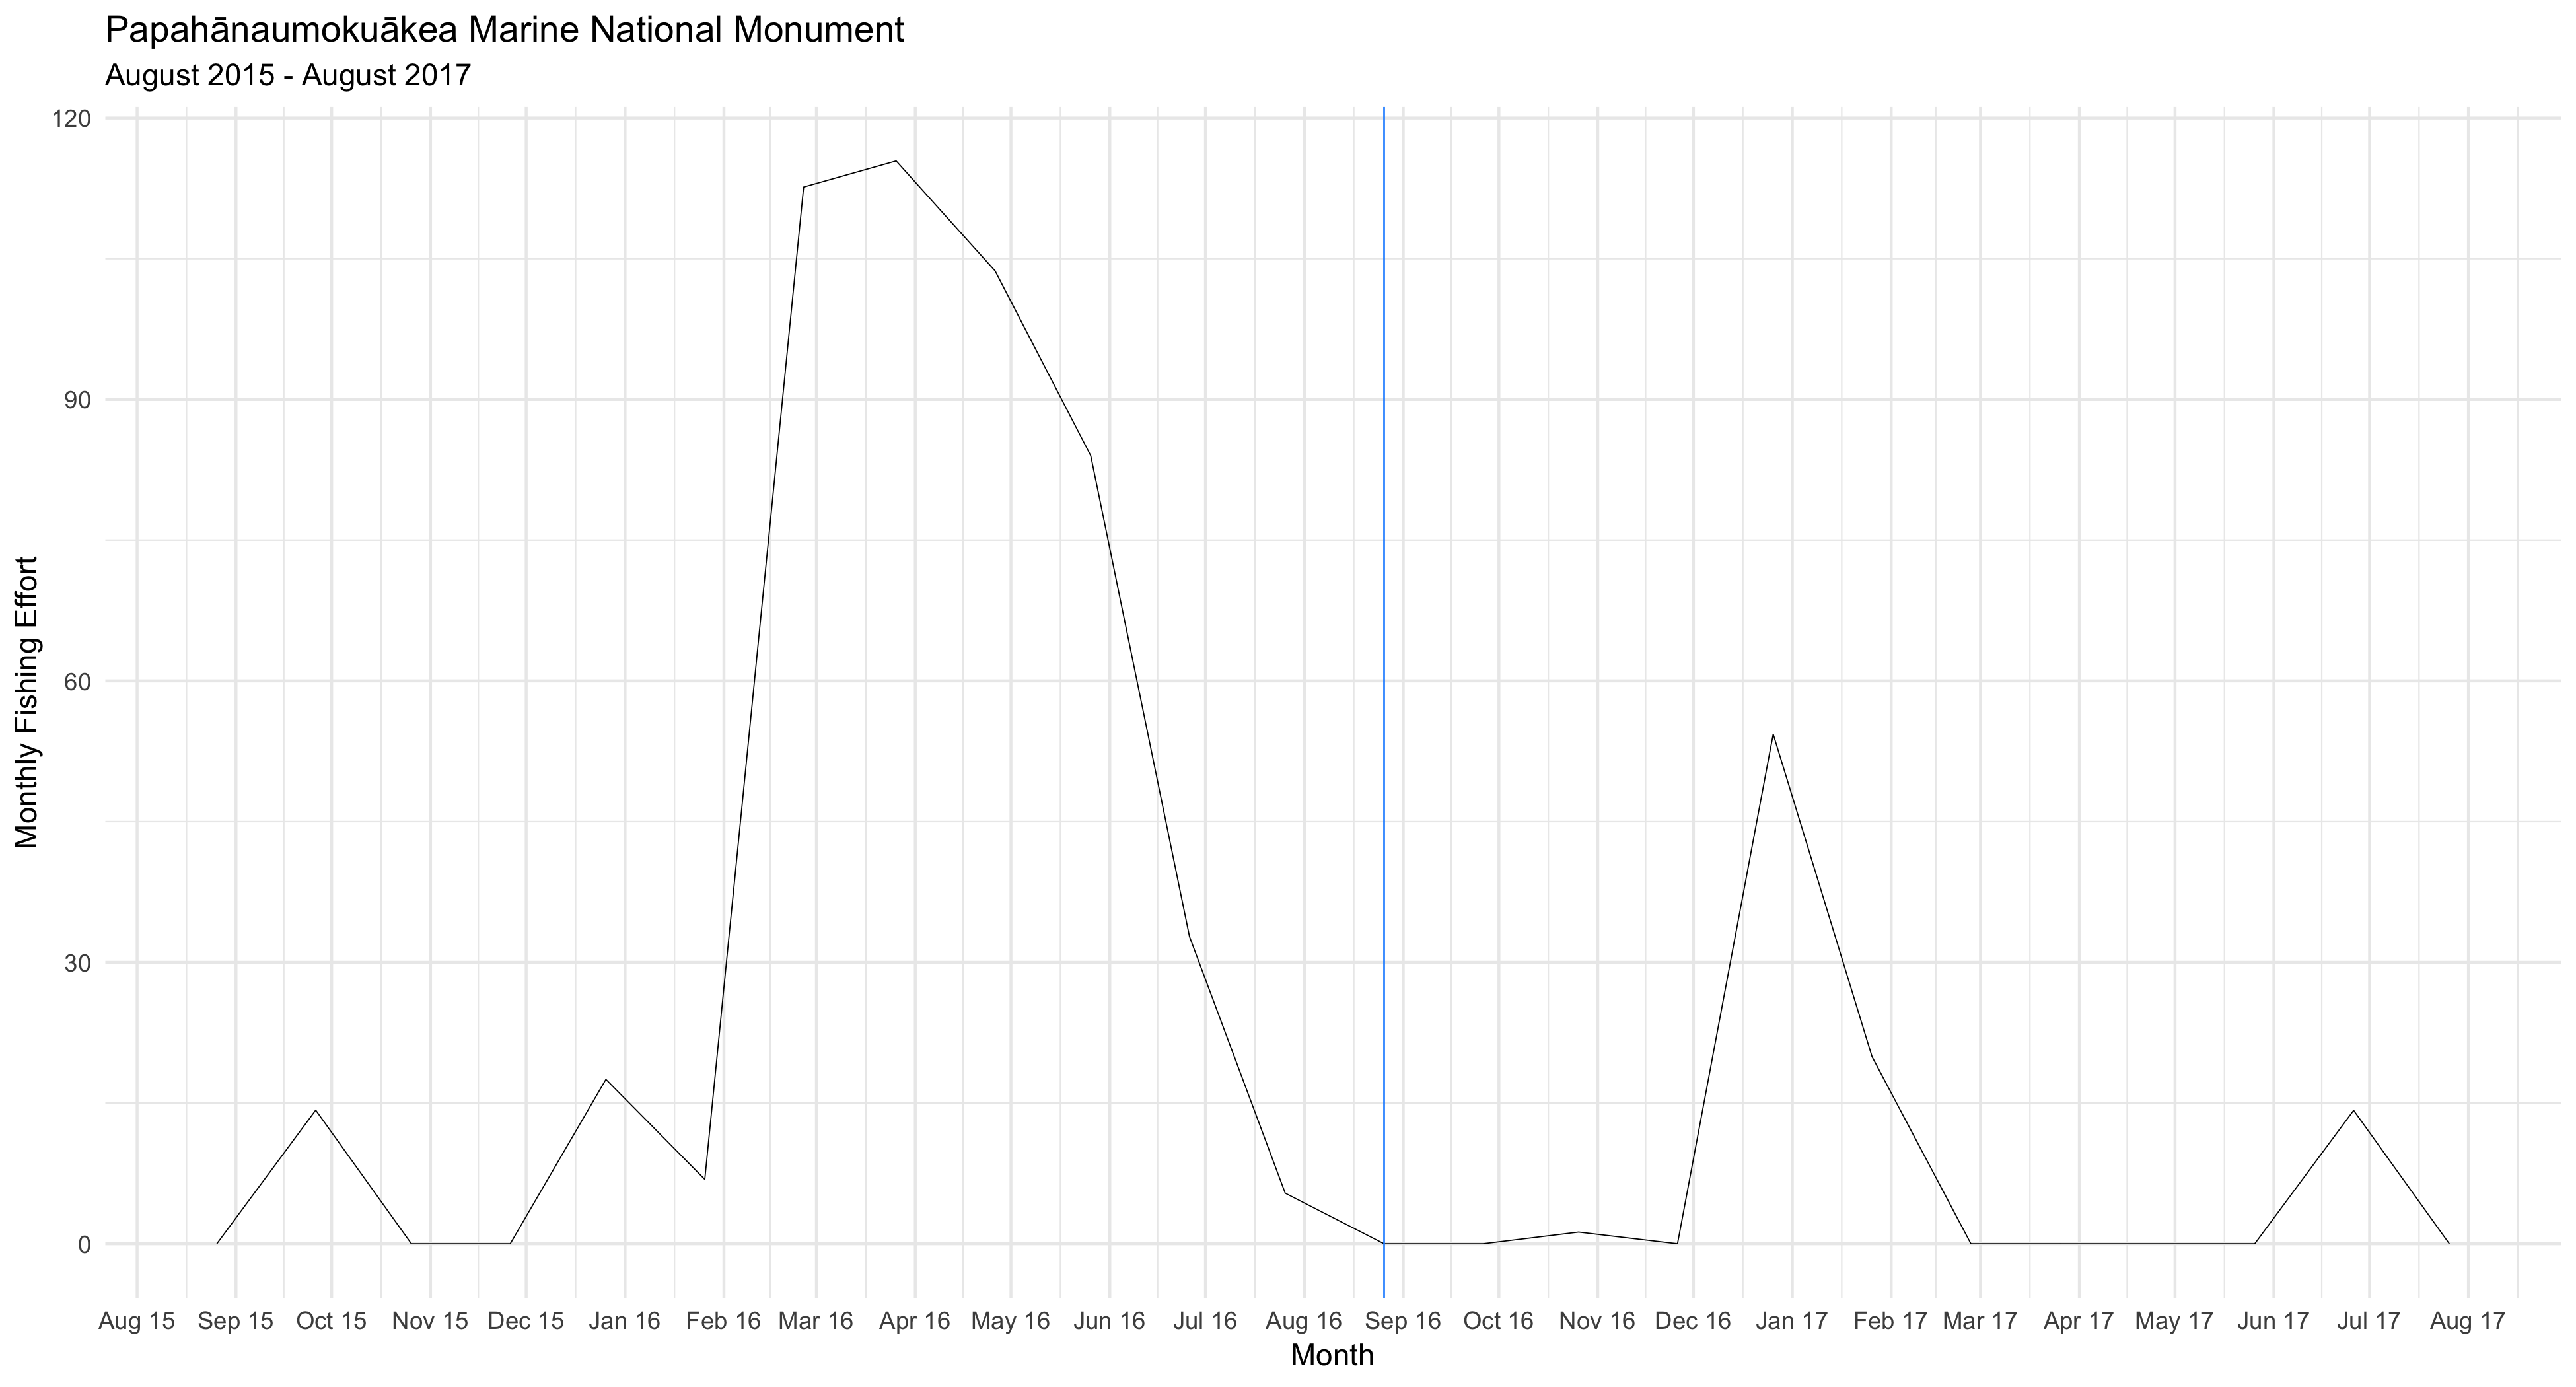 Papahānaumokuākea Marine National Monument
August 2015 - August 2017
120
90
60
30
0
Monthly Fishing Effort
Aug 15 Sep 15 Oct 15 Nov 15 Dec 15 Jan 16 Feb 16 Mar 16 Apr 16 May 16 Jun 16 Jul 16 Aug 16 Sep 16 Oct 16 Nov 16 Dec 16 Jan 17 Feb 17 Mar 17 Apr 17 May 17 Jun 17 Jul 17 Aug 17
Month